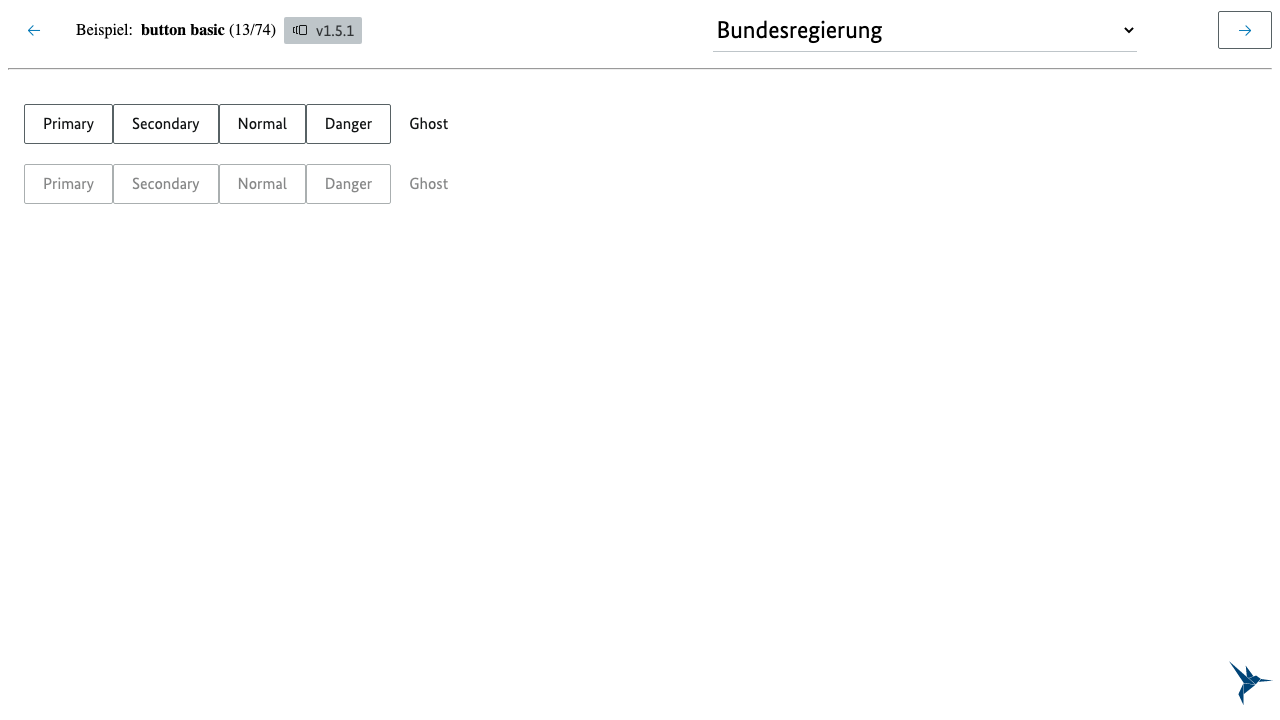 Beispiel: button basic (13/74) v1.5.1 Bundesregierung
Primary Secondary Normal Danger Ghost
Primary Secondary Normal Danger Ghost